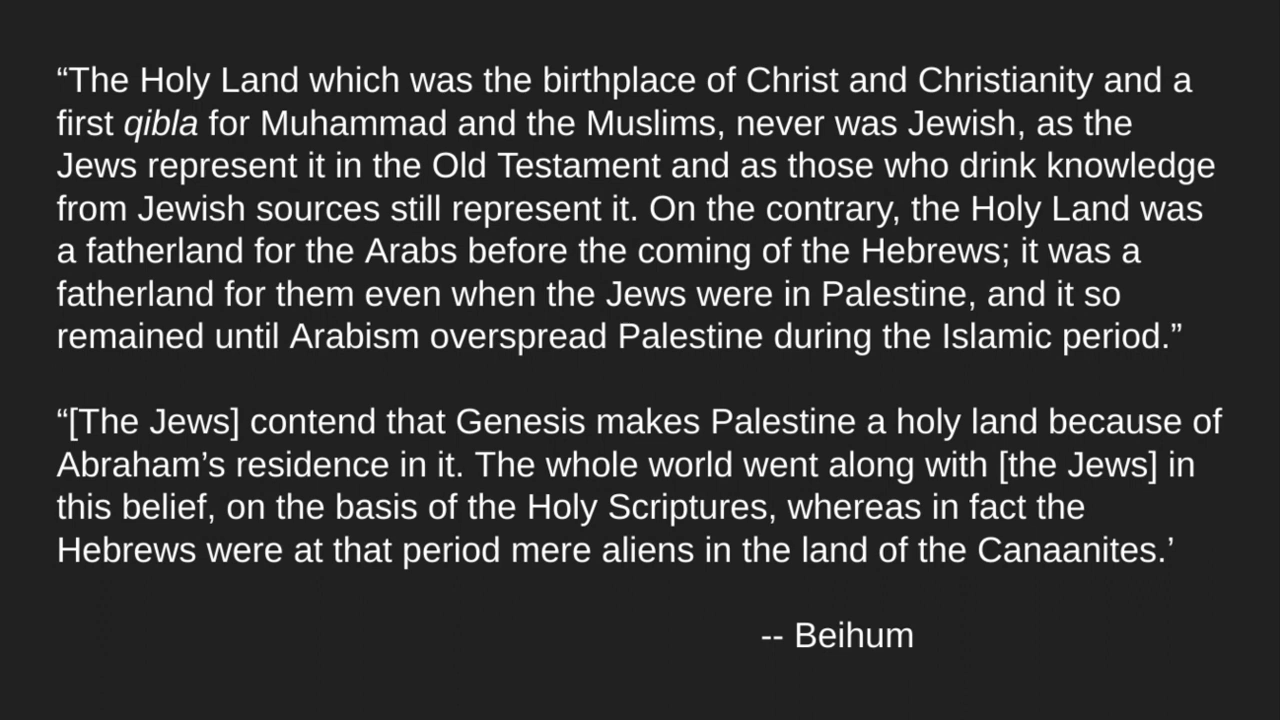 “The Holy Land which was the birthplace of Christ and Christianity and a
first qibla for Muhammad and the Muslims, never was Jewish, as the
Jews represent it in the Old Testament and as those who drink knowledge
from Jewish sources still represent it. On the contrary, the Holy Land was
a fatherland for the Arabs before the coming of the Hebrews; it was a
fatherland for them even when the Jews were in Palestine, and it so
remained until Arabism overspread Palestine during the Islamic period.”
“[The Jews] contend that Genesis makes Palestine a holy land because of
Abraham’s residence in it. The whole world went along with [the Jews] in
this belief, on the basis of the Holy Scriptures, whereas in fact the
Hebrews were at that period mere aliens in the land of the Canaanites.’
-- Beihum